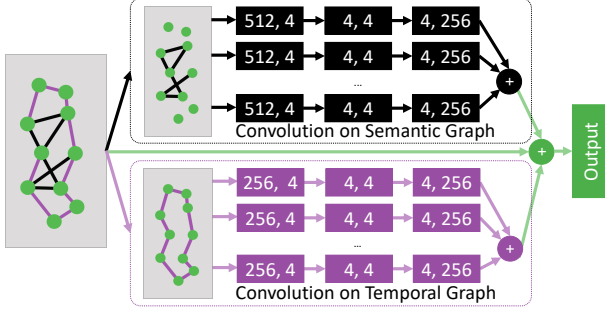 512, 4 4, 4 4, 256
512, 4 4, 4 4, 256
...
512, 4 4, 4 4, 256
+
Convolution on Semantic Graph
+
Output
256, 4 4, 4 4, 256
256, 4 4, 4 4, 256
+
...
256, 4 4, 4 4, 256
Convolution on Temporal Graph